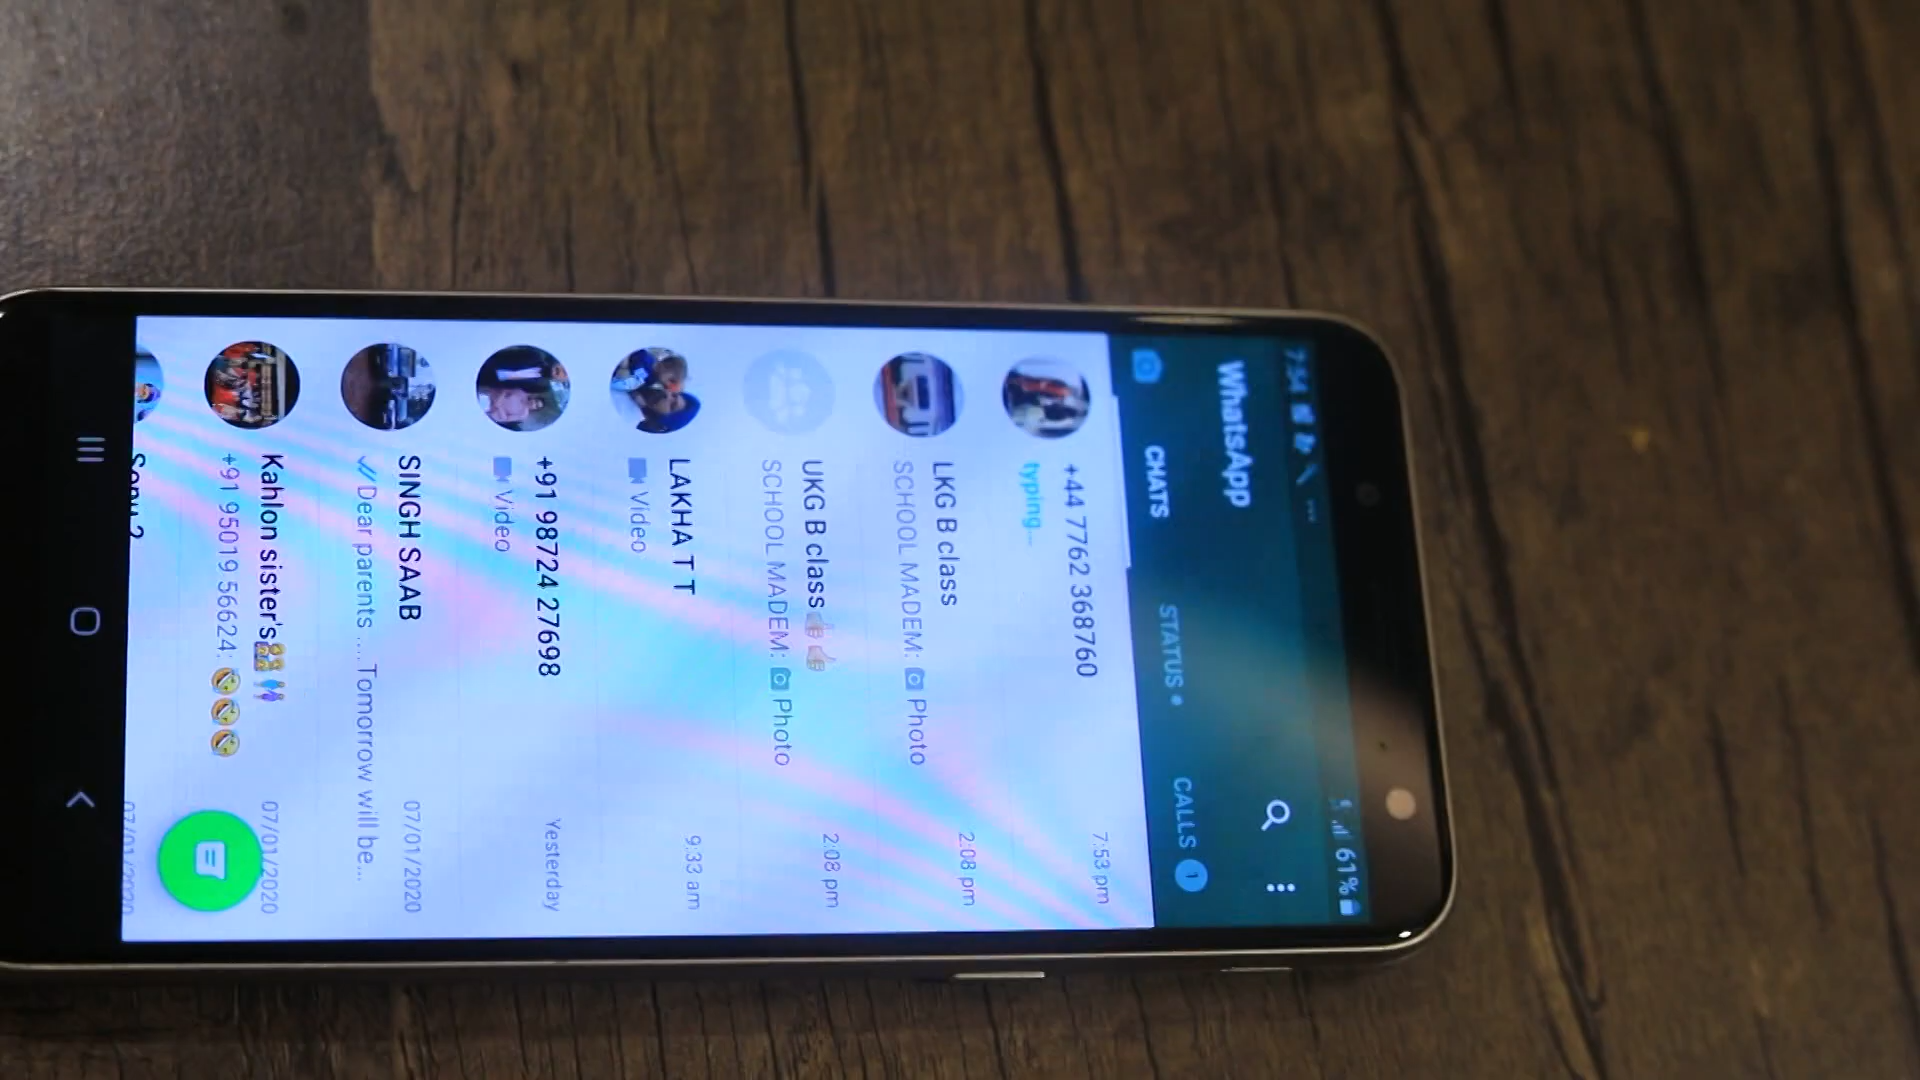 7:54
61%
WhatsApp
CHATS
STATUS
CALLS 1
+44 7762 368760
7:53 pm
typing...
LKG B class
2:08 pm
SCHOOL MADEM: 📷 Photo
UKG B class👍👍
2:08 pm
SCHOOL MADEM: 📷 Photo
LAKHA T T
9:33 am
Video
+91 98724 27698
Yesterday
Video
SINGH SAAB
07/01/2020
Dear parents ....Tomorrow will be...
Kahlon sister's
07/01/2020
+91 95019 56624: 🤣🤣🤣
07/01/2020